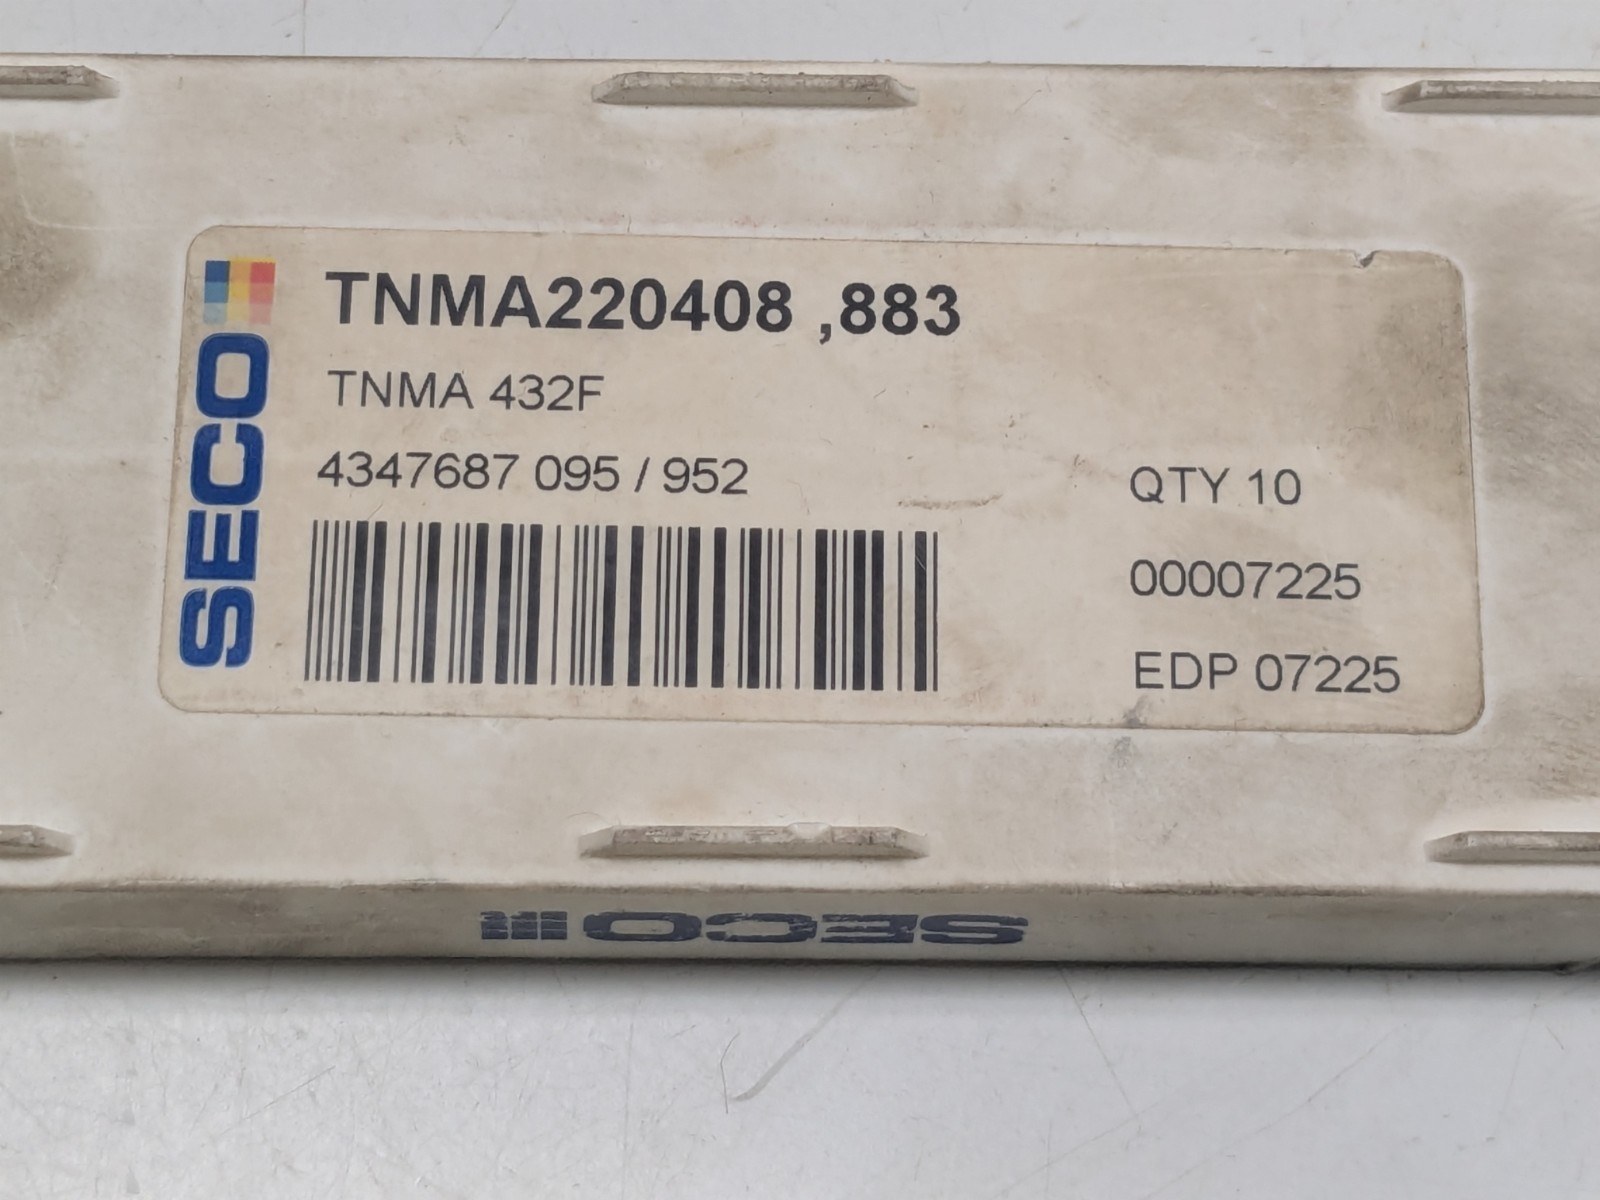 SECO
TNMA220408 ,883
TNMA 432F
4347687 095 / 952
QTY 10
00007225
EDP 07225
SECO